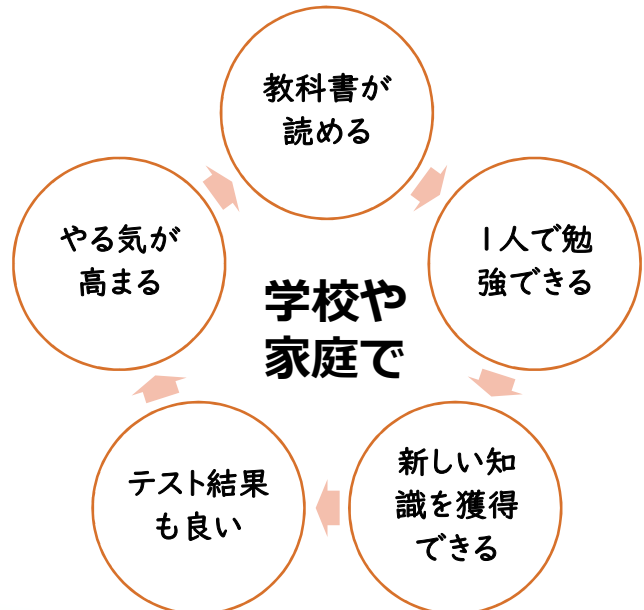 教科書が
読める
1人で勉
強できる
新しい知
識を獲得
できる
テスト結果
も良い
やる気が
高まる
学校や
家庭で